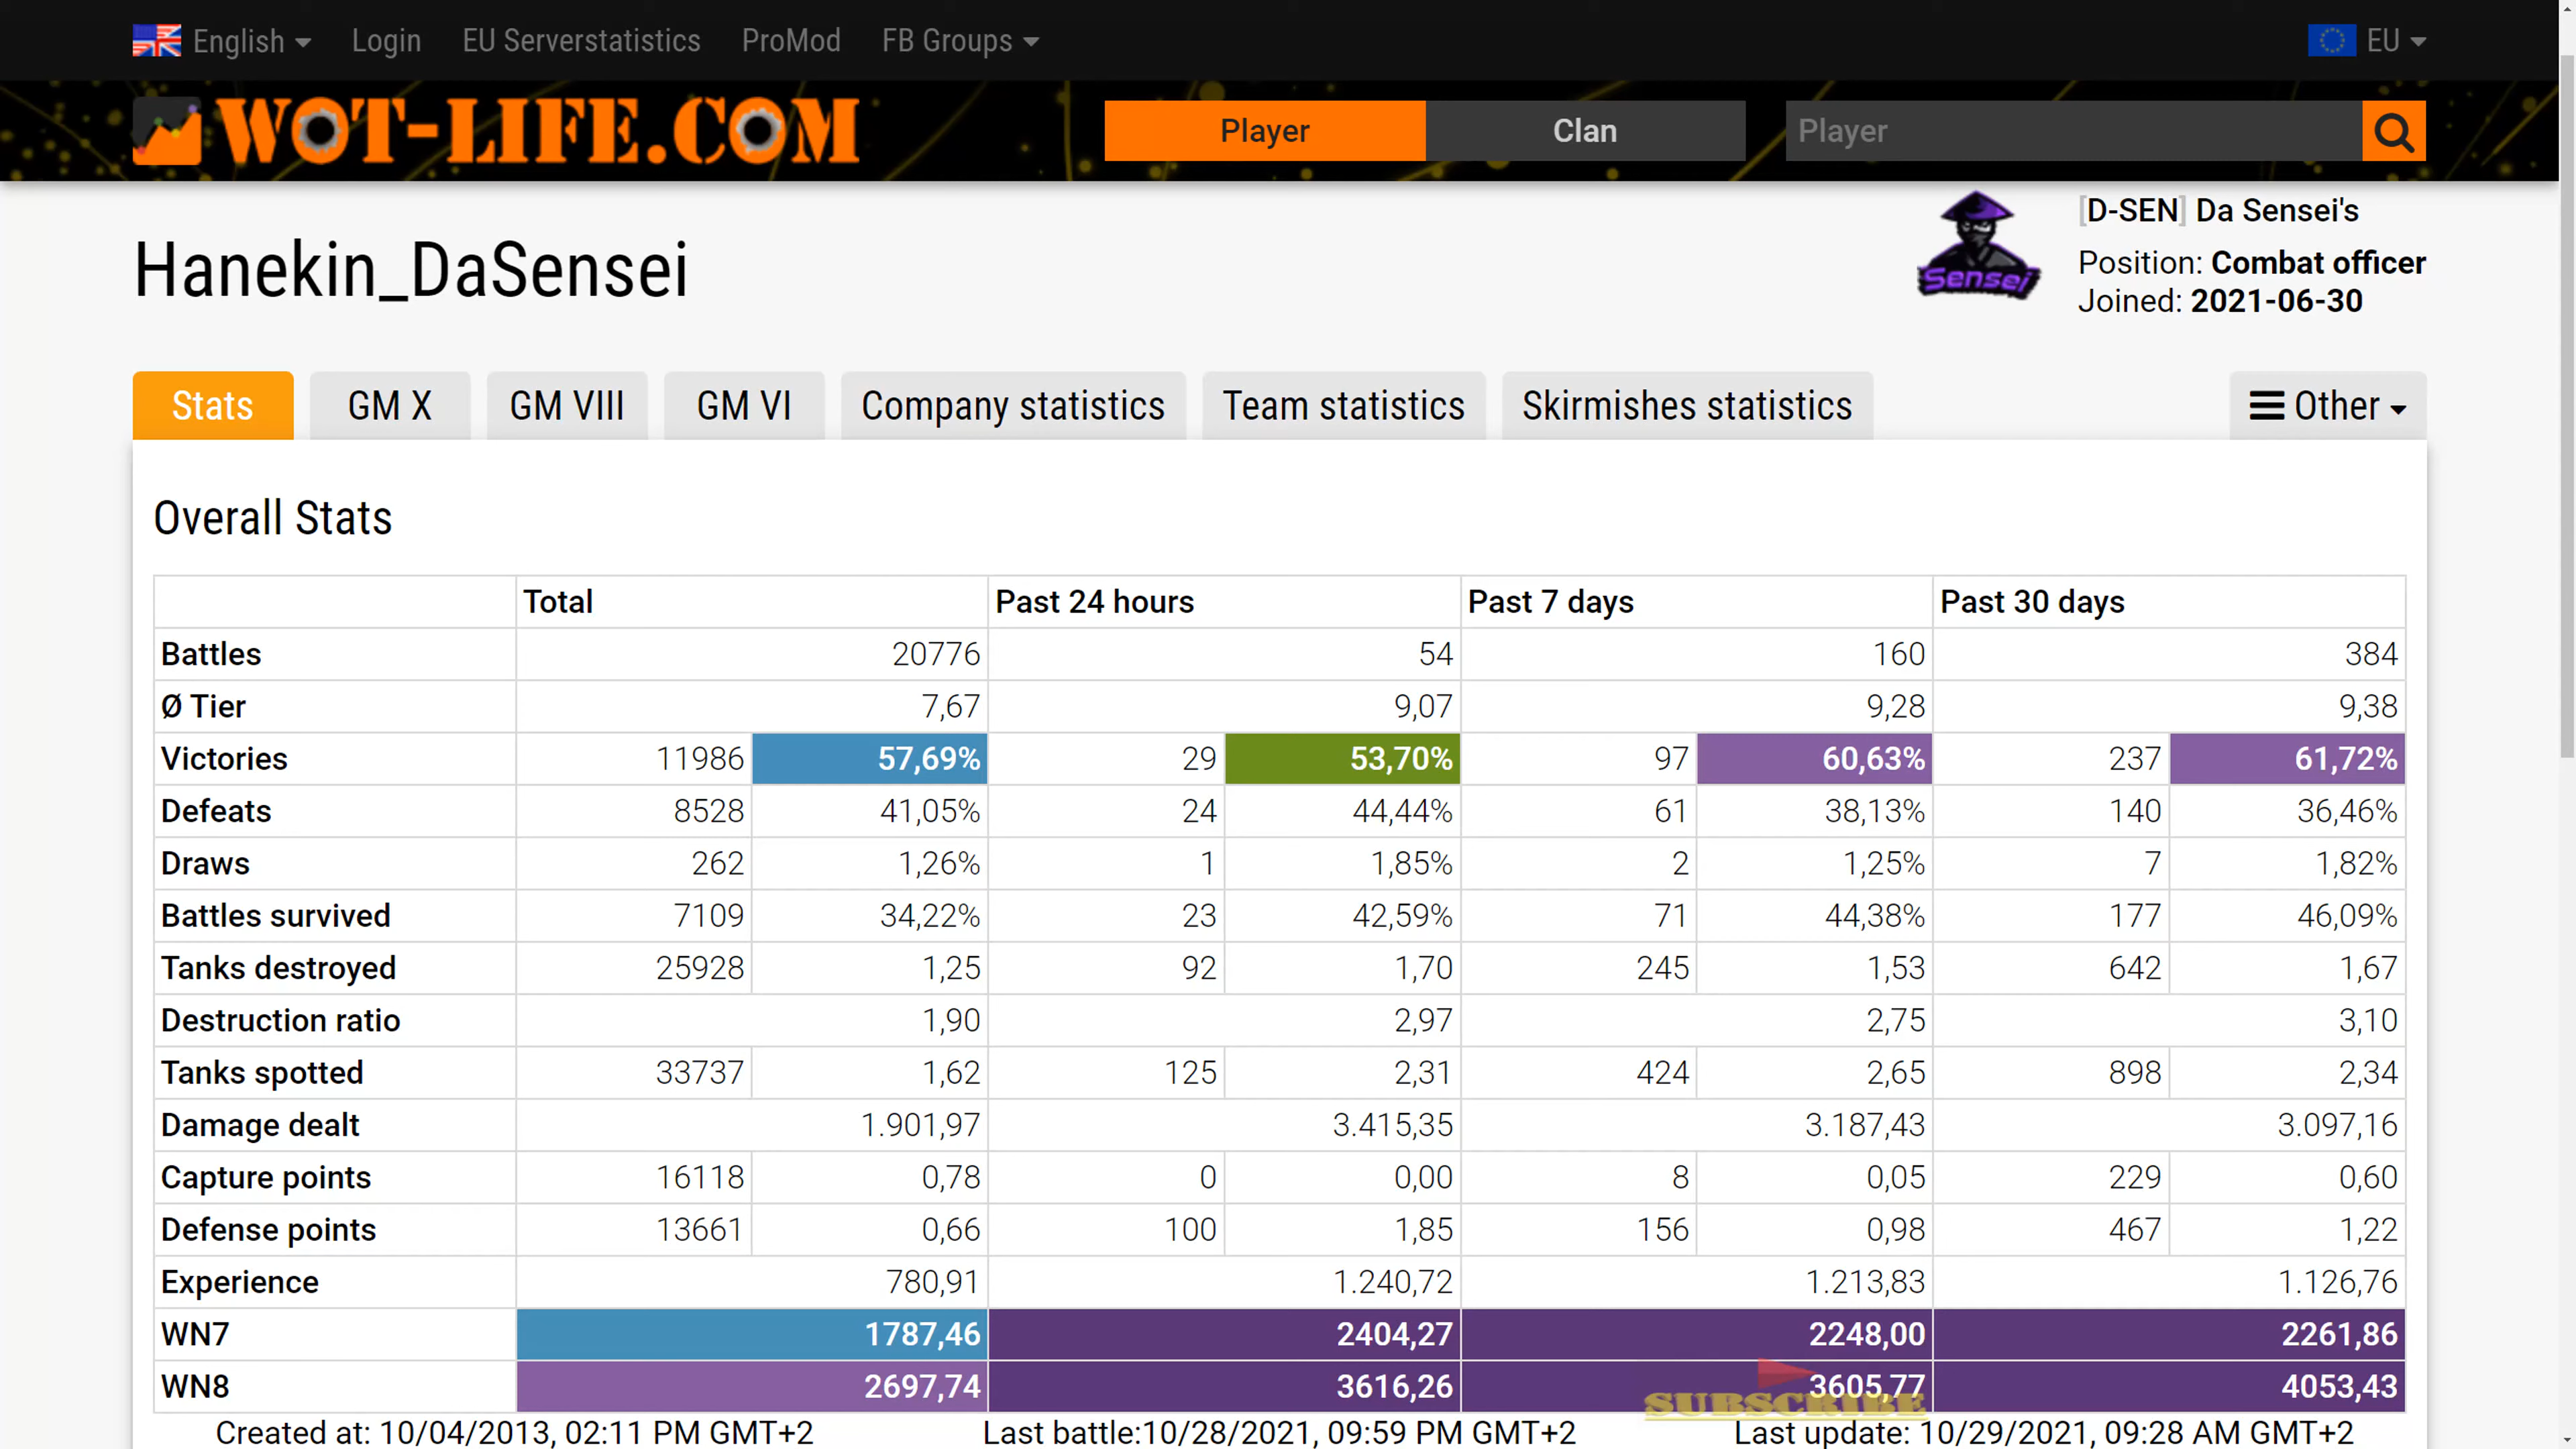 English Login EU Serverstatistics ProMod FB Groups EU
WOT-LIFE.COM Player Clan Player
[D-SEN] Da Sensei's
Hanekin_DaSensei
Sensei
Position: Combat officer
Joined: 2021-06-30
Stats GM X GM VIII GM VI Company statistics Team statistics Skirmishes statistics Other
Overall Stats
Total Past 24 hours Past 7 days Past 30 days
Battles 20776 54 160 384
Ø Tier 7,67 9,07 9,28 9,38
Victories 11986 57,69% 29 53,70% 97 60,63% 237 61,72%
Defeats 8528 41,05% 24 44,44% 61 38,13% 140 36,46%
Draws 262 1,26% 1 1,85% 2 1,25% 7 1,82%
Battles survived 7109 34,22% 23 42,59% 71 44,38% 177 46,09%
Tanks destroyed 25928 1,25 92 1,70 245 1,53 642 1,67
Destruction ratio 1,90 2,97 2,75 3,10
Tanks spotted 33737 1,62 125 2,31 424 2,65 898 2,34
Damage dealt 1.901,97 3.415,35 3.187,43 3.097,16
Capture points 16118 0,78 0 0,00 8 0,05 229 0,60
Defense points 13661 0,66 100 1,85 156 0,98 467 1,22
Experience 780,91 1.240,72 1.213,83 1.126,76
WN7 1787,46 2404,27 2248,00 2261,86
WN8 2697,74 3616,26 3605,77 4053,43
SUBSCRIBE
Created at: 10/04/2013, 02:11 PM GMT+2 Last battle:10/28/2021, 09:59 PM GMT+2 Last update: 10/29/2021, 09:28 AM GMT+2